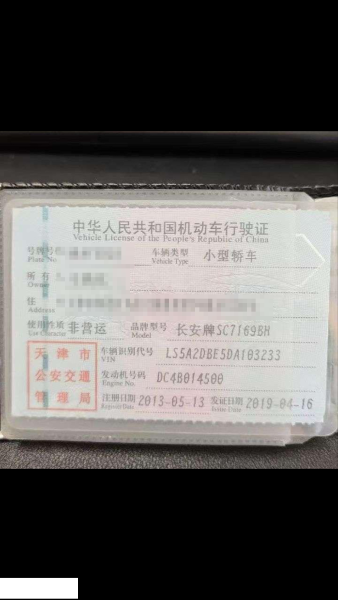 中华人民共和国机动车行驶证
Vehicle License of the People's Republic of China
号牌号码 车辆类型 小型轿车
Plate No. Vehicle Type
所有
Owner
住
Address
使用性质 非营运 品牌型号 长安牌SC7169BH
Use Character Model
天津市 车辆识别代号 LS5A2DBE5DA103233
VIN
公安交通 发动机号码 DC4B014500
Engine No.
管理局 注册日期 2013-05-13 发证日期 2019-04-16
Register Date Issue Date